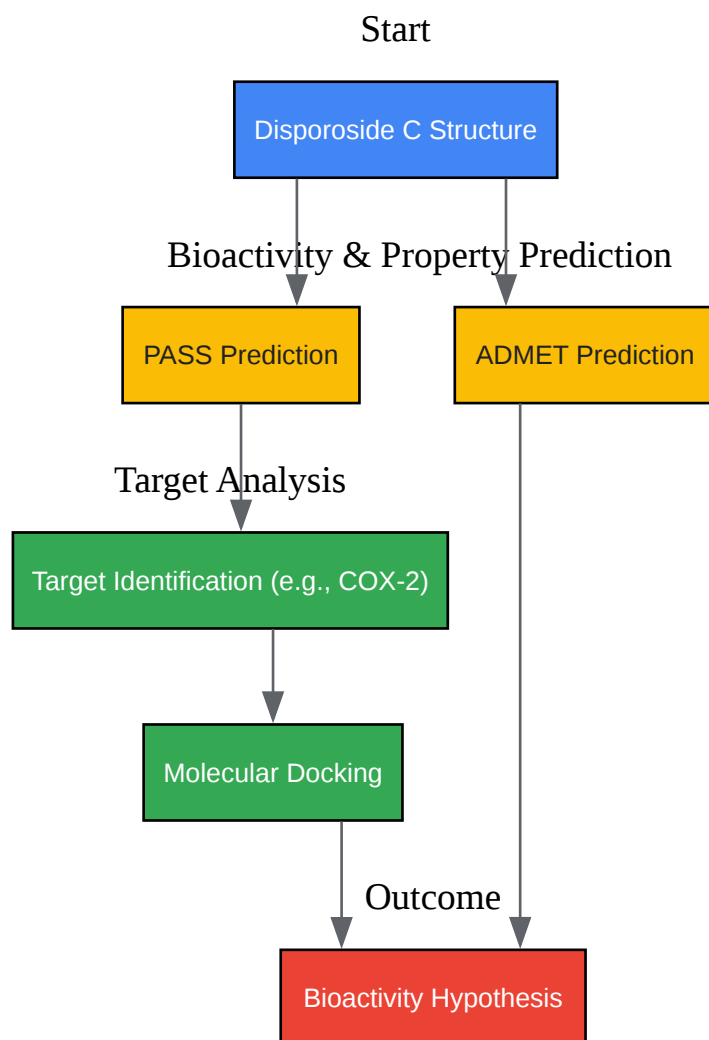 Start
Disporoside C Structure
Bioactivity & Property Prediction
PASS Prediction
ADMET Prediction
Target Analysis
Target Identification (e.g., COX-2)
Molecular Docking
Outcome
Bioactivity Hypothesis